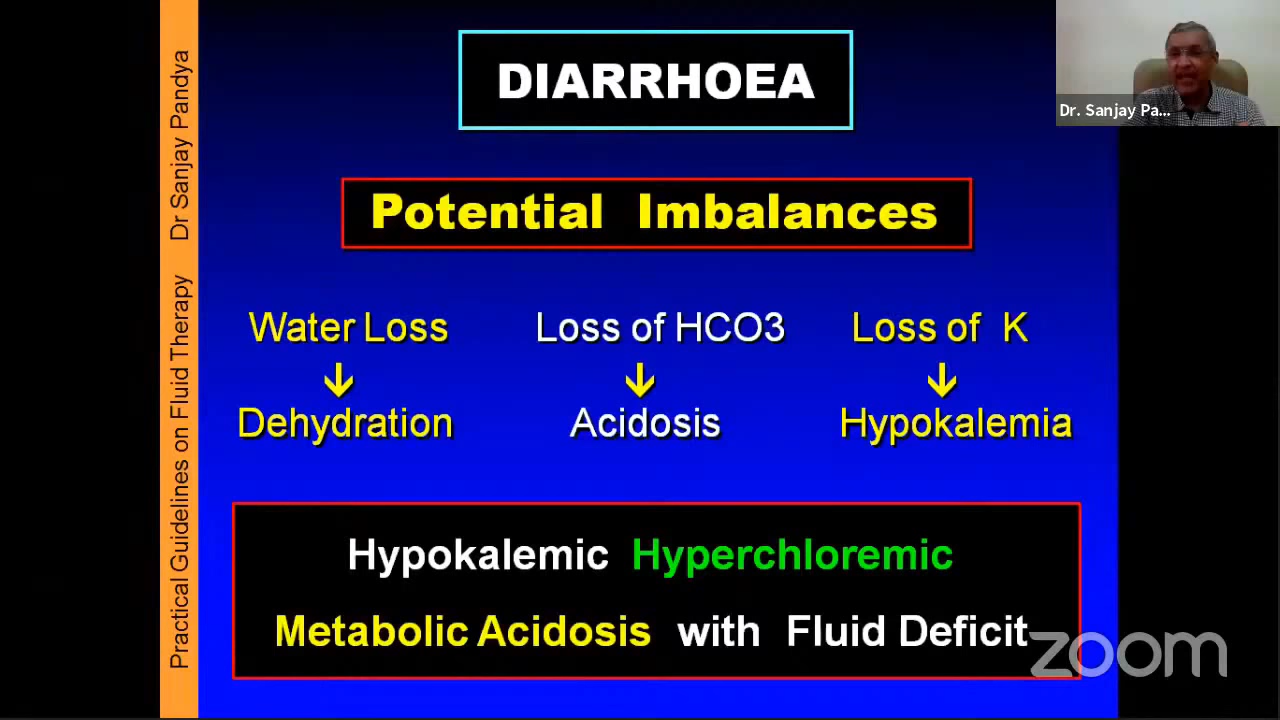 Practical Guidelines on Fluid Therapy Dr Sanjay Pandya
DIARRHOEA
Dr. Sanjay Pa...
Potential Imbalances
Water Loss Loss of HCO3 Loss of K
↓ ↓ ↓
Dehydration Acidosis Hypokalemia
Hypokalemic Hyperchloremic
Metabolic Acidosis with Fluid Deficit
zoom